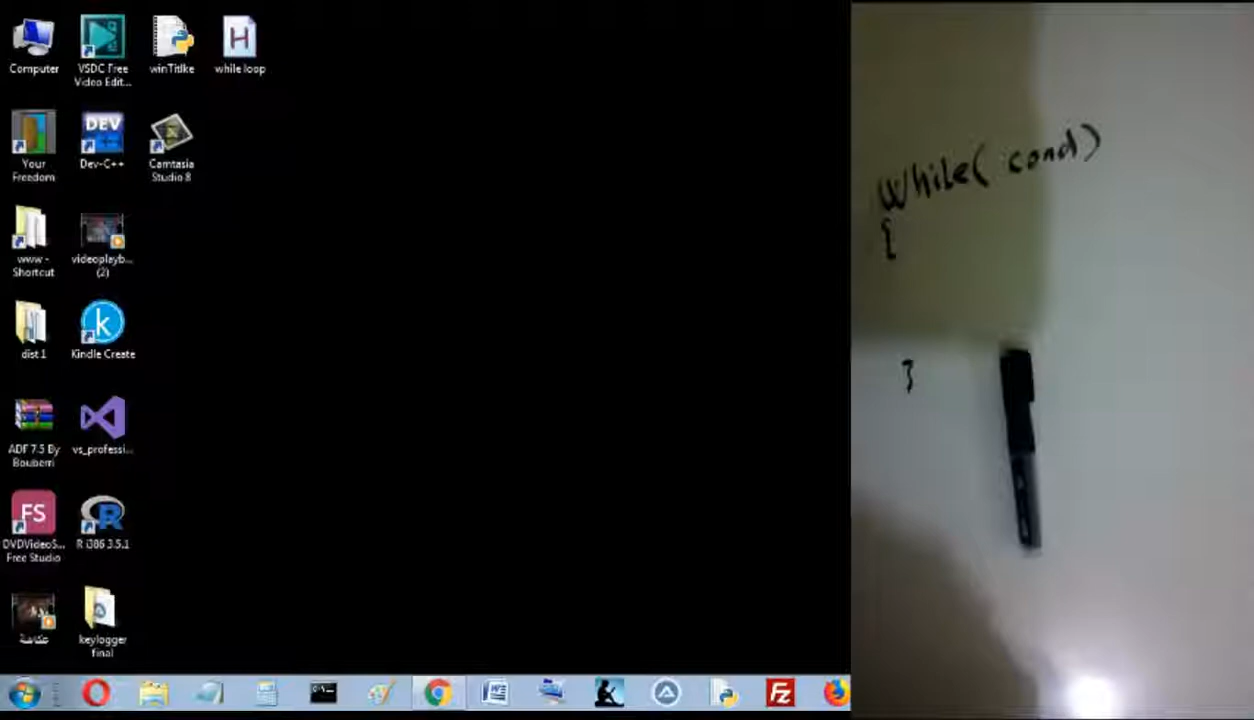 Computer
VSDC Free
Video Edit...
winTitlke
while loop
H
Your
Freedom
DEV
Dev-C++
Camtasia
Studio 8
www -
Shortcut
videoplayb...
(2)
dist 1
k
Kindle Create
ADF 7.5 By
Bouberri
vs_professi...
FS
DVDVideoS...
Free Studio
R
R i386 3.5.1
keylogger
final
While( cond)
{
}